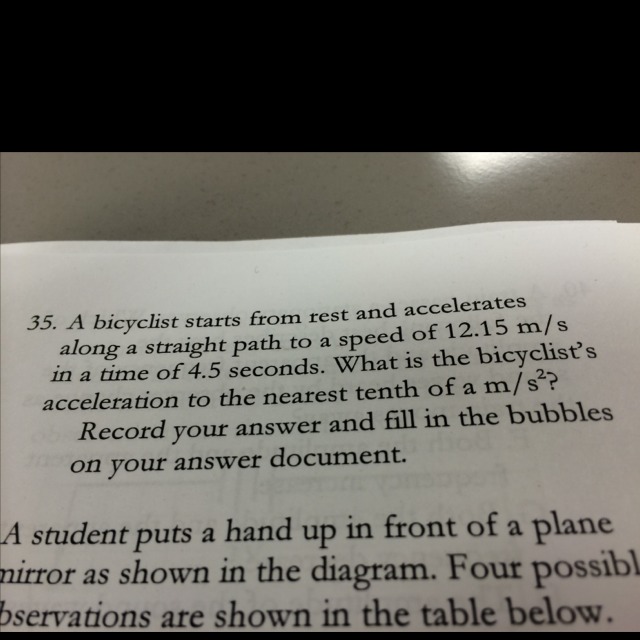 35. A bicyclist starts from rest and accelerates
along a straight path to a speed of 12.15 m/s
in a time of 4.5 seconds. What is the bicyclist's
acceleration to the nearest tenth of a m/s²?
Record your answer and fill in the bubbles
on your answer document.
A student puts a hand up in front of a plane
mirror as shown in the diagram. Four possibl
bservations are shown in the table below.